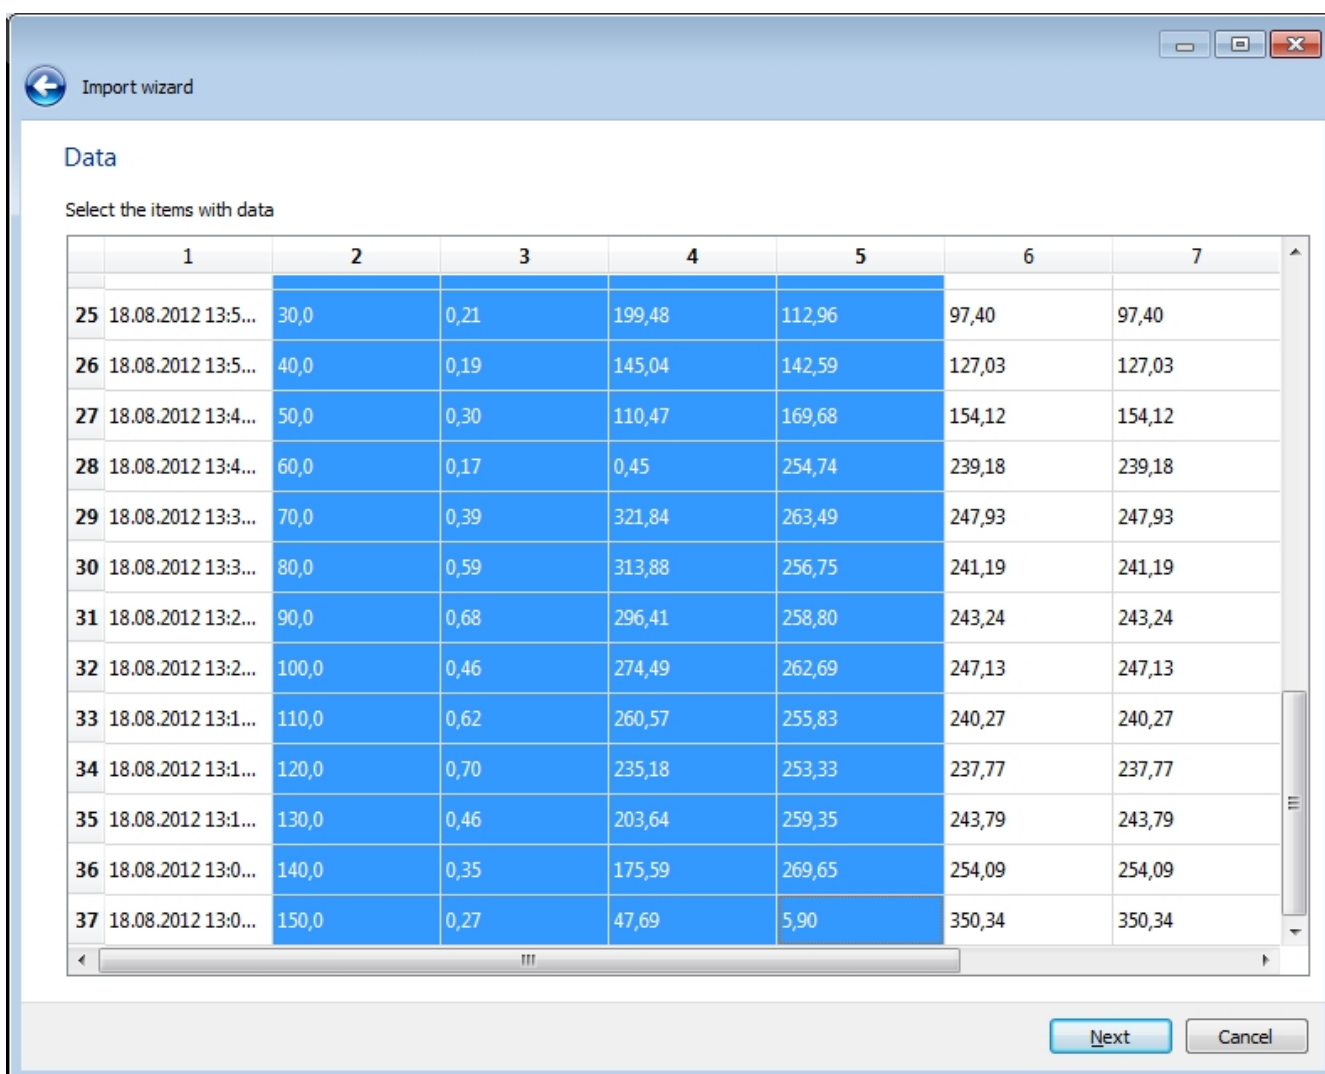 Import wizard
Data
Select the items with data
1 2 3 4 5 6 7
25 18.08.2012 13:5... 30,0 0,21 199,48 112,96 97,40 97,40
26 18.08.2012 13:5... 40,0 0,19 145,04 142,59 127,03 127,03
27 18.08.2012 13:4... 50,0 0,30 110,47 169,68 154,12 154,12
28 18.08.2012 13:4... 60,0 0,17 0,45 254,74 239,18 239,18
29 18.08.2012 13:3... 70,0 0,39 321,84 263,49 247,93 247,93
30 18.08.2012 13:3... 80,0 0,59 313,88 256,75 241,19 241,19
31 18.08.2012 13:2... 90,0 0,68 296,41 258,80 243,24 243,24
32 18.08.2012 13:2... 100,0 0,46 274,49 262,69 247,13 247,13
33 18.08.2012 13:1... 110,0 0,62 260,57 255,83 240,27 240,27
34 18.08.2012 13:1... 120,0 0,70 235,18 253,33 237,77 237,77
35 18.08.2012 13:1... 130,0 0,46 203,64 259,35 243,79 243,79
36 18.08.2012 13:0... 140,0 0,35 175,59 269,65 254,09 254,09
37 18.08.2012 13:0... 150,0 0,27 47,69 5,90 350,34 350,34
Next Cancel